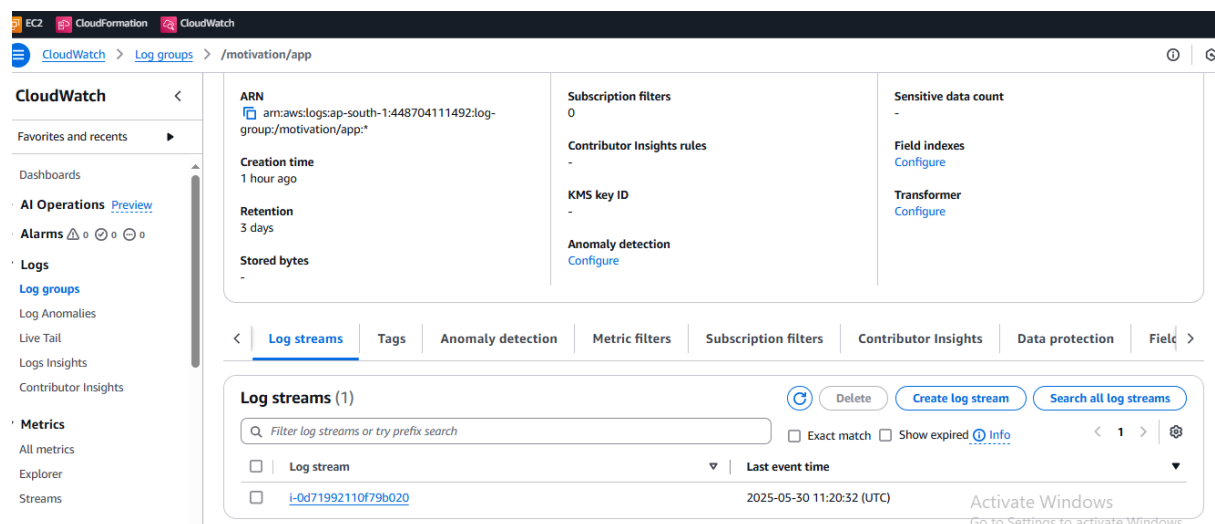 EC2 CloudFormation CloudWatch
CloudWatch > Log groups > /motivation/app
CloudWatch
Favorites and recents
Dashboards
AI Operations Preview
Alarms 0 0 0
Logs
Log groups
Log Anomalies
Live Tail
Logs Insights
Contributor Insights
Metrics
All metrics
Explorer
Streams
ARN
arn:aws:logs:ap-south-1:448704111492:log-
group:/motivation/app:*
Creation time
1 hour ago
Retention
3 days
Stored bytes
-
Subscription filters
0
Contributor Insights rules
-
KMS key ID
-
Anomaly detection
Configure
Sensitive data count
-
Field indexes
Configure
Transformer
Configure
Log streams Tags Anomaly detection Metric filters Subscription filters Contributor Insights Data protection
Log streams (1)
Delete Create log stream Search all log streams
Filter log streams or try prefix search
Exact match Show expired Info
< 1 >
Log stream Last event time
i-0d71992110f79b020 2025-05-30 11:20:32 (UTC)
Activate Windows
Go to Settings to activate Windows.